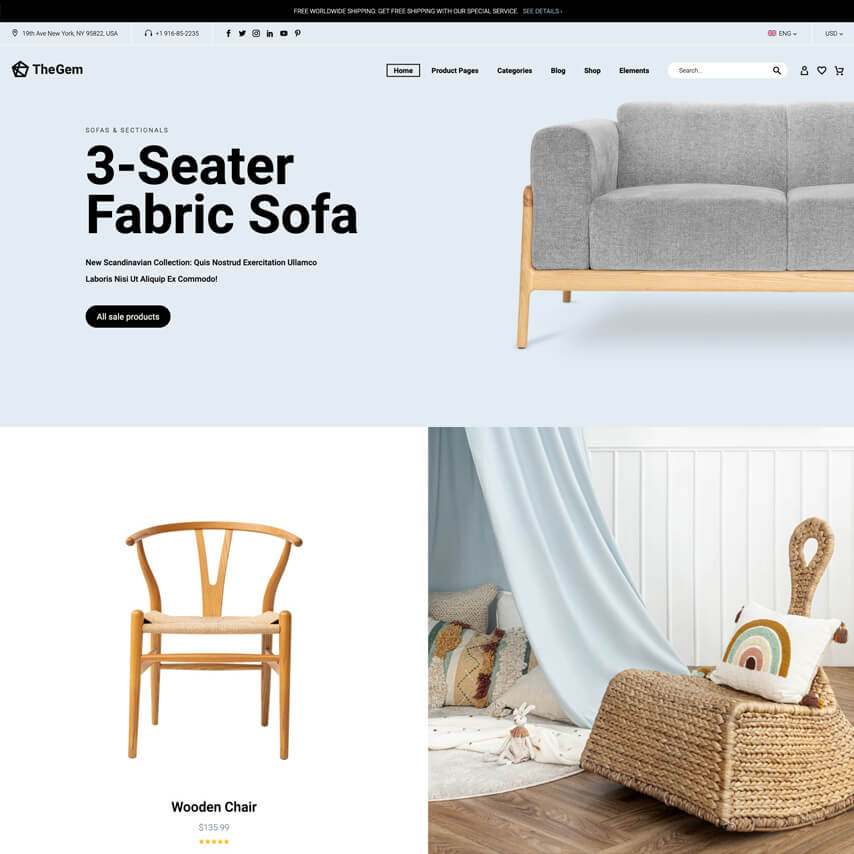 FREE WORLDWIDE SHIPPING: GET FREE SHIPPING WITH OUR SPECIAL SERVICE. SEE DETAILS ›
19th Ave New York, NY 95822, USA +1 916-85-2235 ENG USD
TheGem Home Product Pages Categories Blog Shop Elements Search...
SOFAS & SECTIONALS
3-Seater
Fabric Sofa
New Scandinavian Collection: Quis Nostrud Exercitation Ullamco
Laboris Nisi Ut Aliquip Ex Commodo!
All sale products
Wooden Chair
$135.99